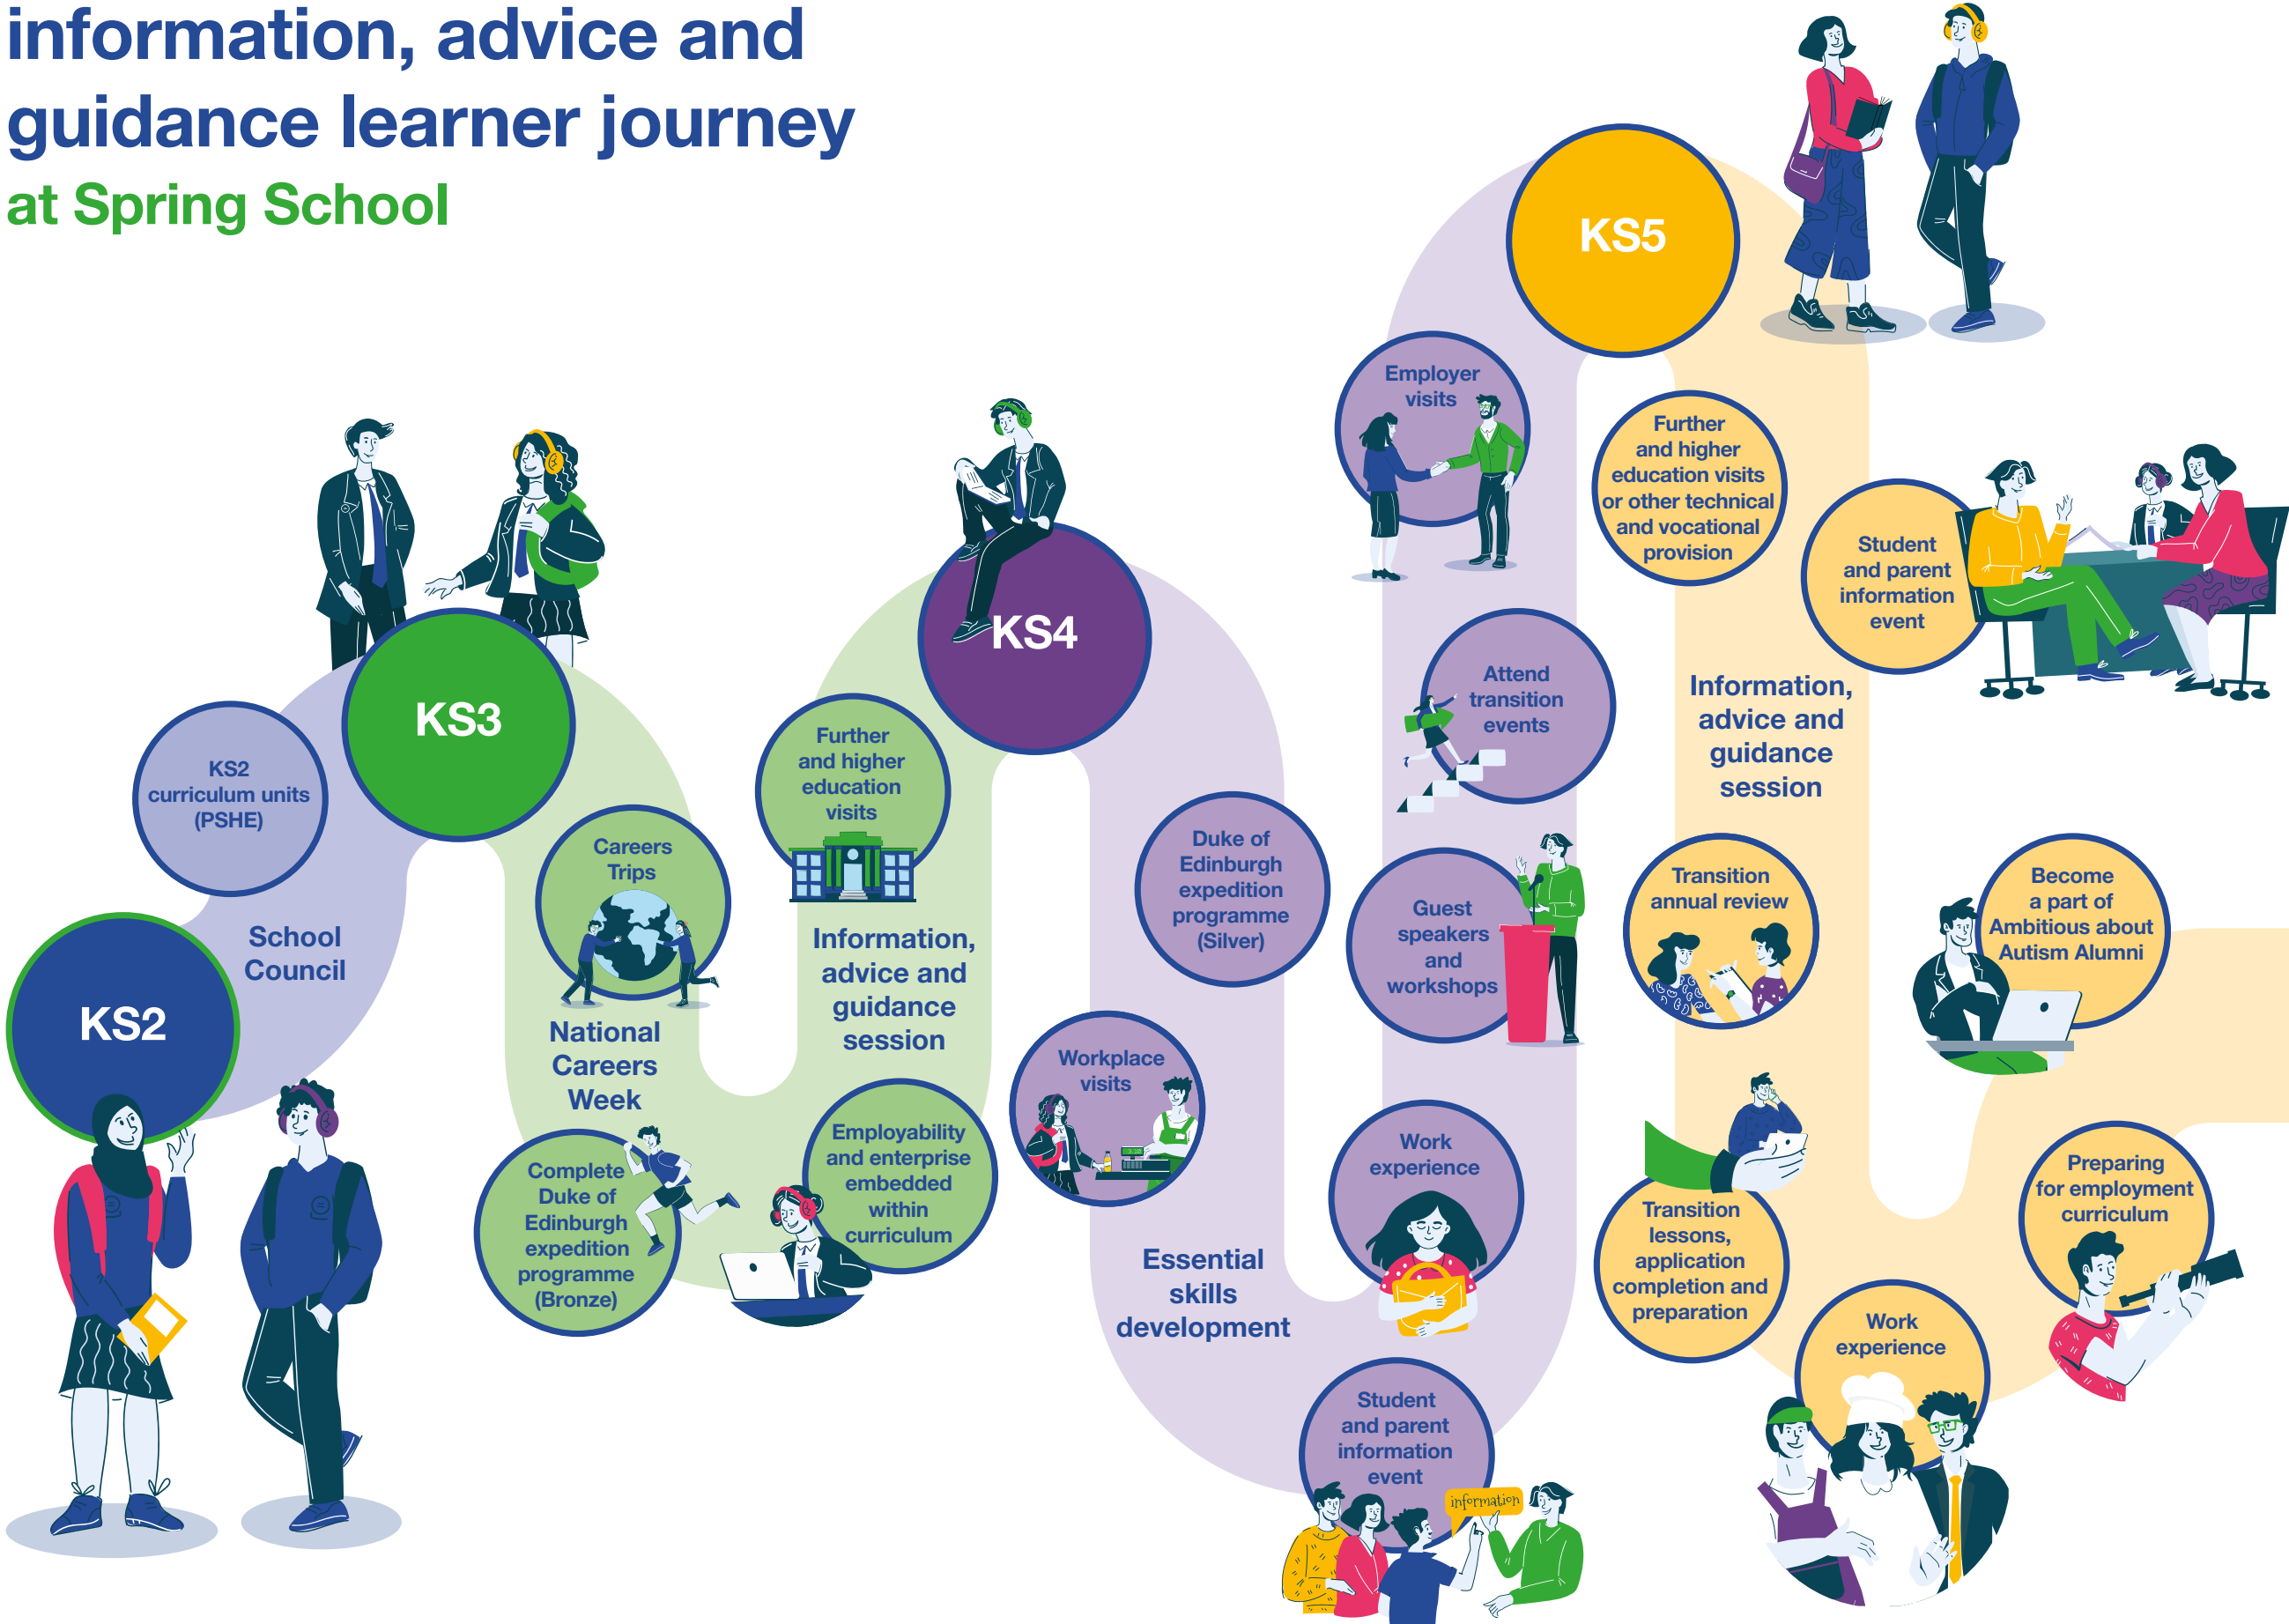 information, advice and
guidance learner journey
at Spring School
KS2
KS2
curriculum units
(PSHE)
School
Council
KS3
Careers
Trips
National
Careers
Week
Complete
Duke of
Edinburgh
expedition
programme
(Bronze)
Employability
and enterprise
embedded
within
curriculum
Information,
advice and
guidance
session
Further
and higher
education
visits
KS4
Duke of
Edinburgh
expedition
programme
(Silver)
Workplace
visits
Essential
skills
development
Student
and parent
information
event
information
Work
experience
Guest
speakers
and
workshops
Attend
transition
events
Employer
visits
KS5
Further
and higher
education visits
or other technical
and vocational
provision
Student
and parent
information
event
Information,
advice and
guidance
session
Transition
annual review
Transition
lessons,
application
completion and
preparation
Work
experience
Preparing
for employment
curriculum
Become
a part of
Ambitious about
Autism Alumni